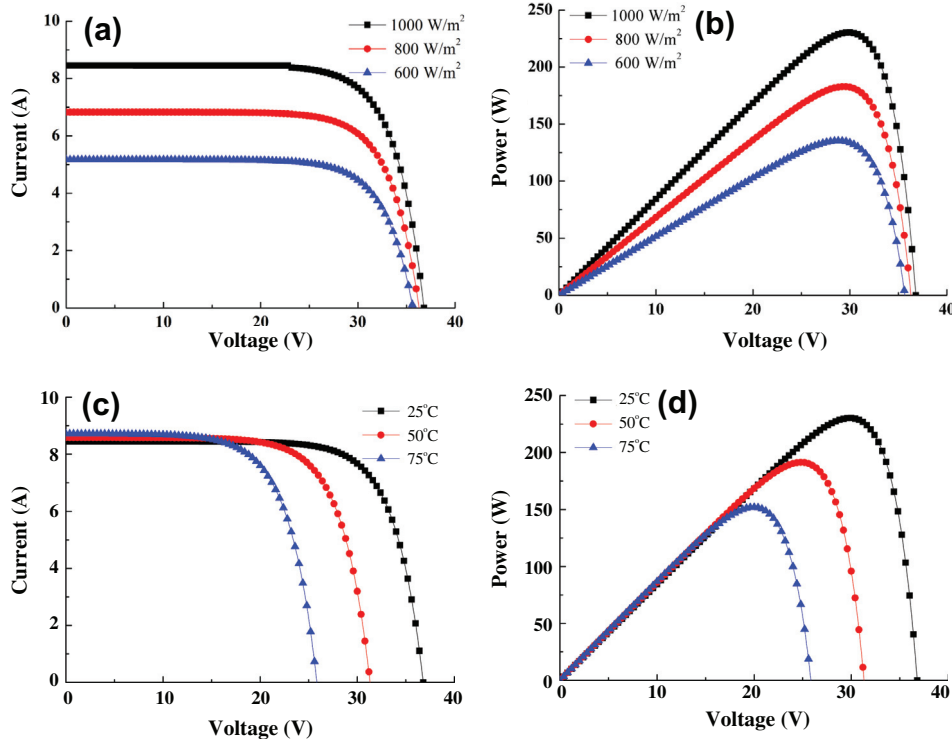 (a)
1000 W/m²
800 W/m²
600 W/m²
10
8
6
4
2
0
Current (A)
0
10
20
30
40
Voltage (V)
(b)
1000 W/m²
800 W/m²
600 W/m²
250
200
150
100
50
0
Power (W)
0
10
20
30
40
Voltage (V)
(c)
25°C
50°C
75°C
10
8
6
4
2
0
Current (A)
0
10
20
30
40
Voltage (V)
(d)
25°C
50°C
75°C
250
200
150
100
50
0
Power (W)
0
10
20
30
40
Voltage (V)